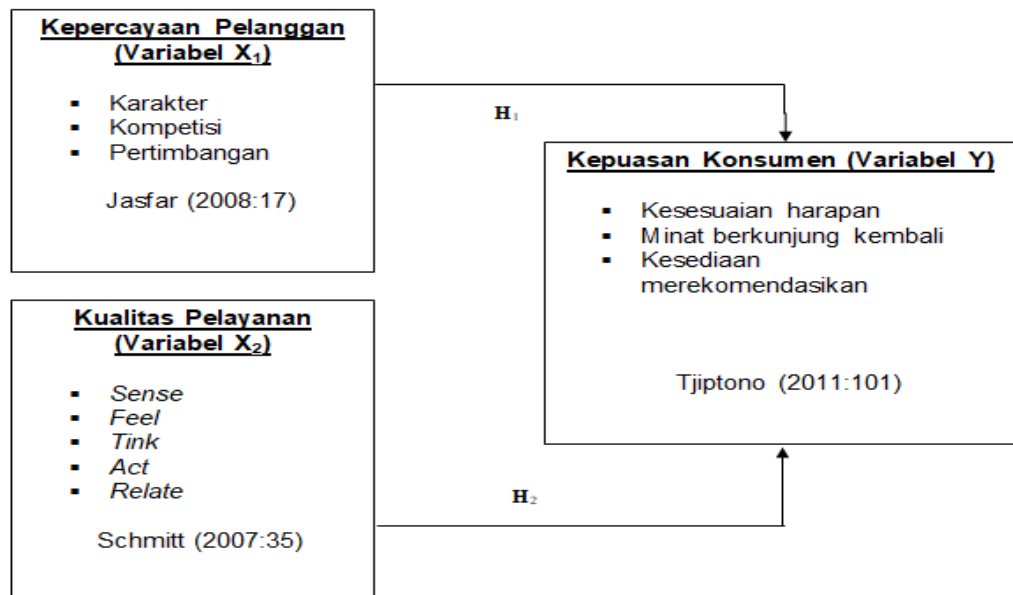 Kepercayaan Pelanggan
(Variabel X₁)
▪ Karakter
▪ Kompetisi
▪ Pertimbangan
Jasfar (2008:17)
H₁
Kepuasan Konsumen (Variabel Y)
▪ Kesesuaian harapan
▪ Minat berkunjung kembali
▪ Kesediaan
merekomendasikan
Tjiptono (2011:101)
Kualitas Pelayanan
(Variabel X₂)
▪ Sense
▪ Feel
▪ Tink
▪ Act
▪ Relate
Schmitt (2007:35)
H₂